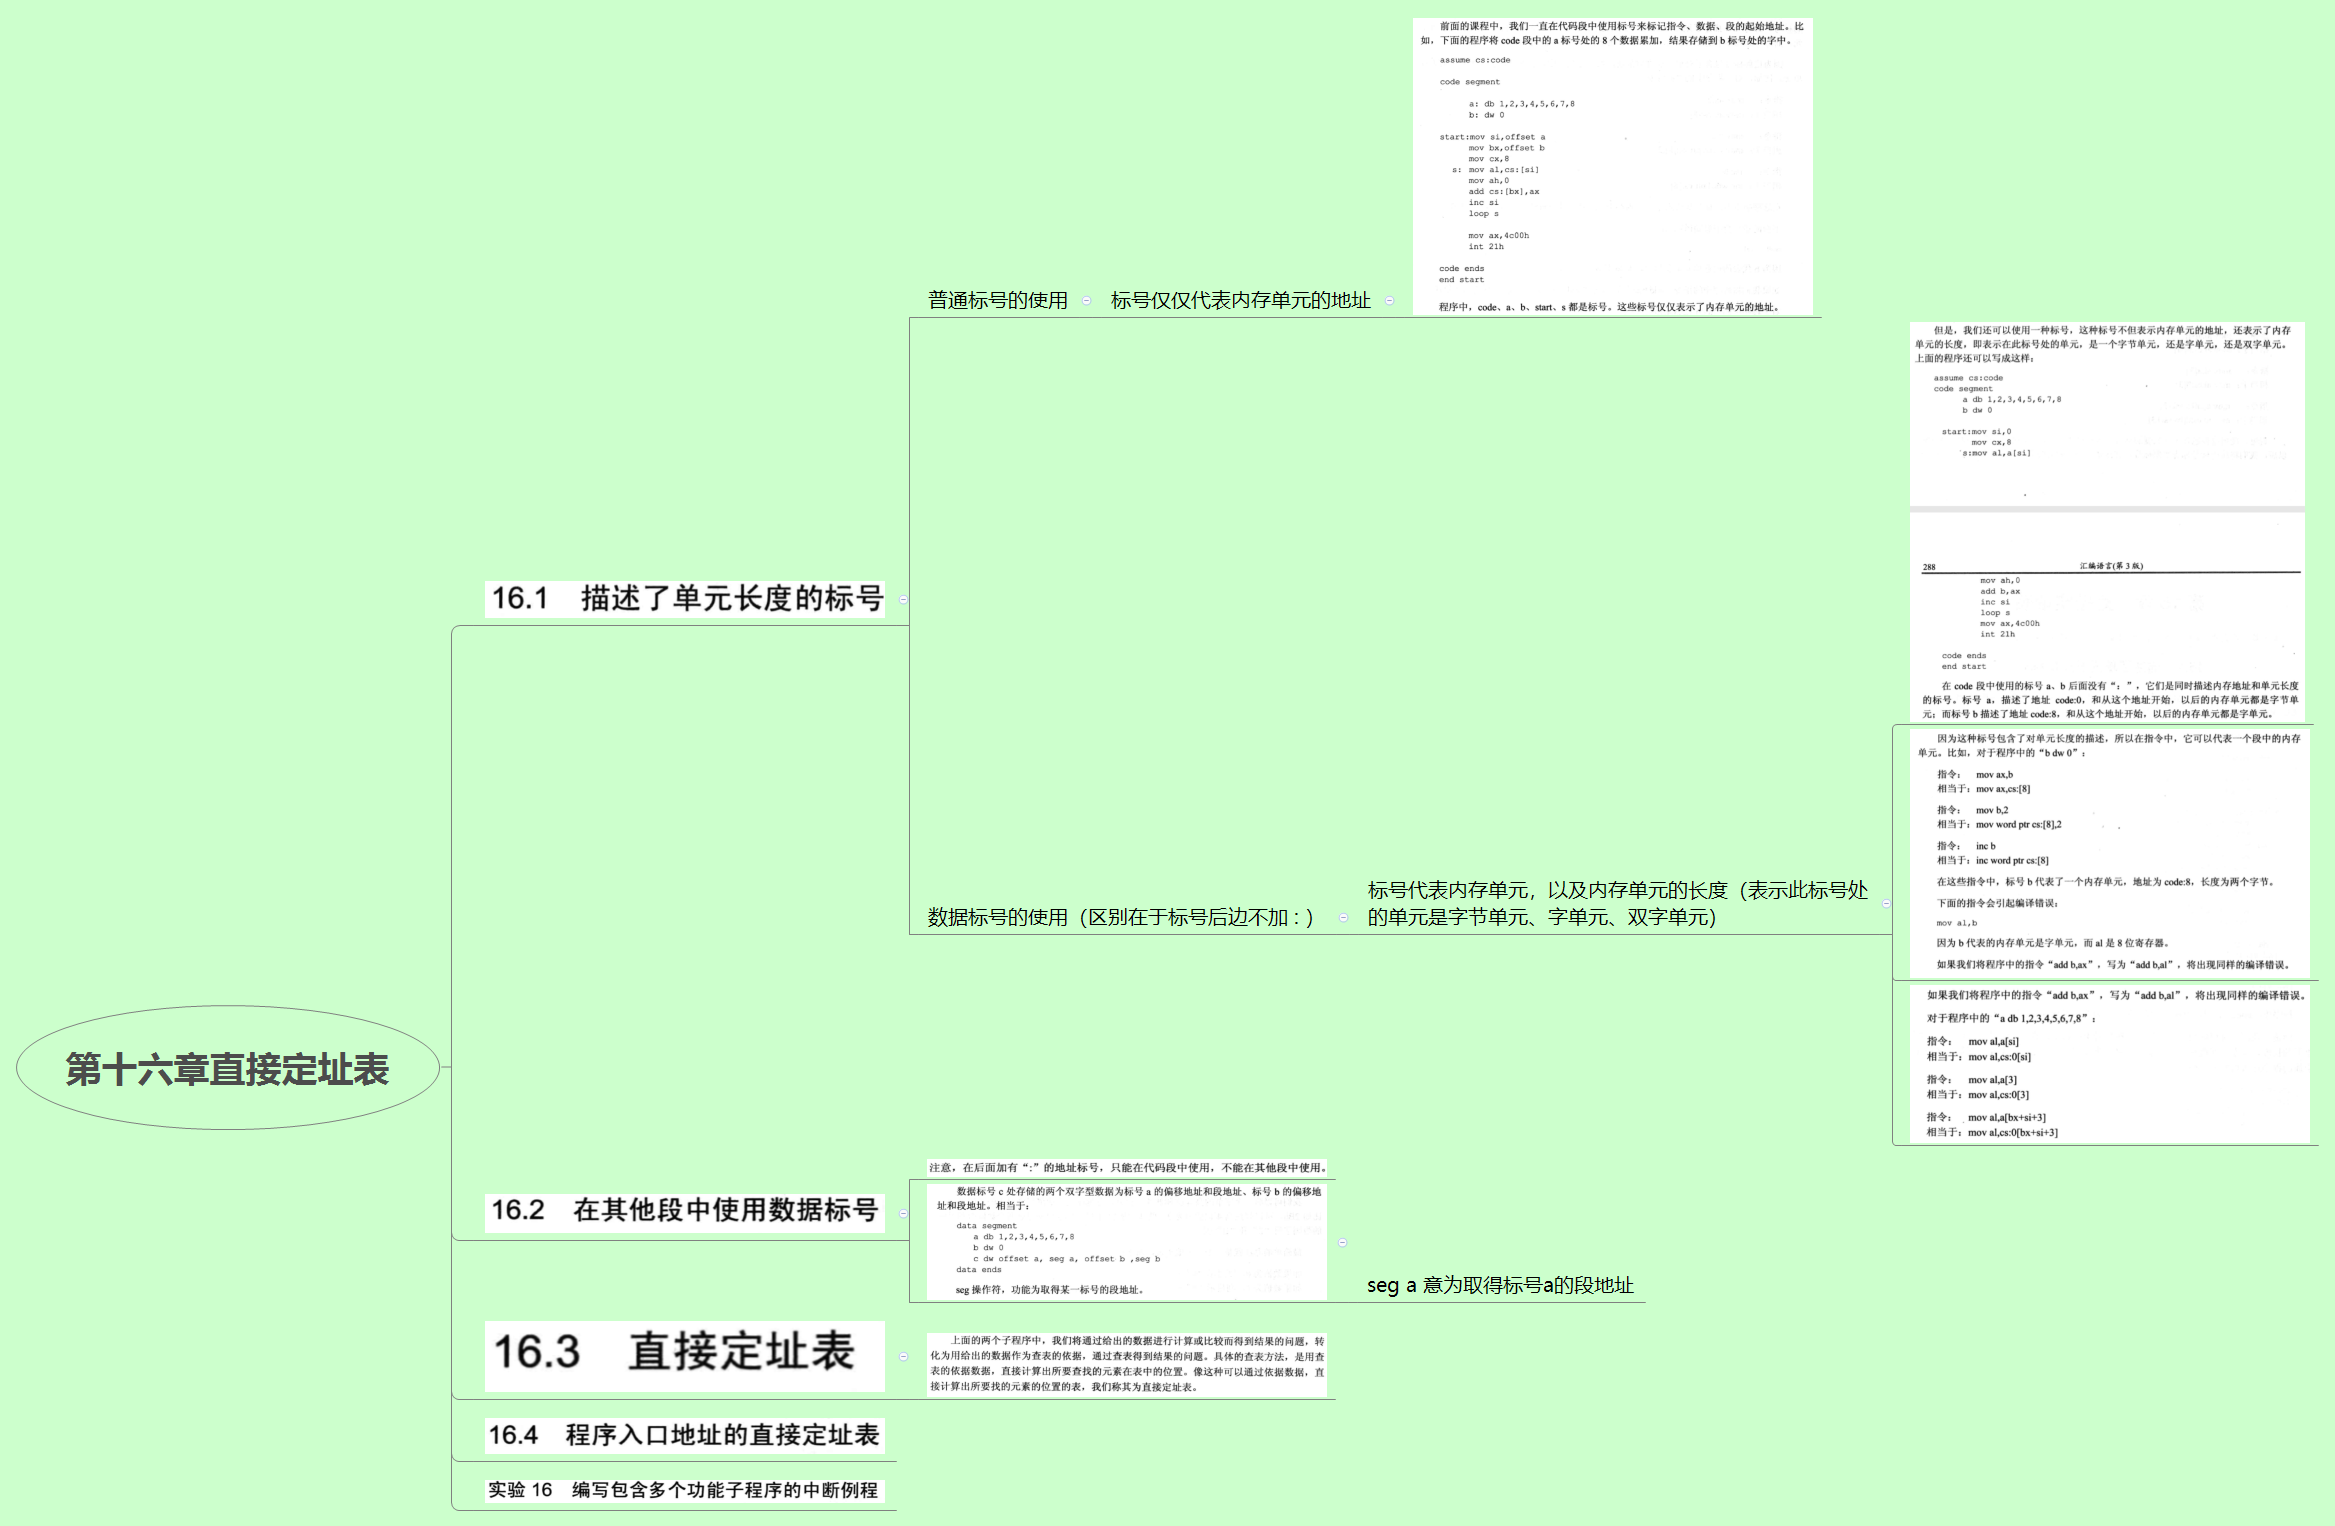 第十六章直接定址表
16.1 描述了单元长度的标号
普通标号的使用
标号仅仅代表内存单元的地址
前面的课程中，我们一直在代码段中使用标号来标记指令、数据、段的起始地址。比
如，下面的程序将 code 段中的 a 标号处的 8 个数据累加，结果存储到 b 标号处的字中。
assume cs:code
code segment
a: db 1,2,3,4,5,6,7,8
b: dw 0
start:mov si,offset a
mov bx,offset b
mov cx,8
s: mov al,cs:[si]
mov ah,0
add cs:[bx],ax
inc si
loop s
mov ax,4c00h
int 21h
code ends
end start
程序中，code、a、b、start、s 都是标号。这些标号仅仅表示了内存单元的地址。
数据标号的使用（区别在于标号后边不加：）
标号代表内存单元，以及内存单元的长度（表示此标号处
的单元是字节单元、字单元、双字单元）
但是，我们还可以使用一种标号，这种标号不但表示内存单元的地址，还表示了内存
单元的长度，即表示在此标号处的单元，是一个字节单元，还是字单元，还是双字单元。
上面的程序还可以写成这样：
assume cs:code
code segment
a db 1,2,3,4,5,6,7,8
b dw 0
start:mov si,0
mov cx,8
s:mov al,a[si]
288 汇编语言(第 3 版)
mov ah,0
add b,ax
inc si
loop s
mov ax,4c00h
int 21h
code ends
end start
在 code 段中使用的标号 a、b 后面没有“：”，它们是同时描述内存地址和单元长度
的标号。标号 a，描述了地址 code:0，和从这个地址开始，以后的内存单元都是字节单
元；而标号 b 描述了地址 code:8，和从这个地址开始，以后的内存单元都是字单元。
因为这种标号包含了对单元长度的描述，所以在指令中，它可以代表一个段中的内存
单元。比如，对于程序中的“b dw 0”：
指令： mov ax,b
相当于：mov ax,cs:[8]
指令： mov b,2
相当于：mov word ptr cs:[8],2
指令： inc b
相当于：inc word ptr cs:[8]
在这些指令中，标号 b 代表了一个内存单元，地址为 code:8，长度为两个字节。
下面的指令会引起编译错误：
mov al,b
因为 b 代表的内存单元是字单元，而 al 是 8 位寄存器。
如果我们将程序中的指令“add b,ax”，写为“add b,al”，将出现同样的编译错误。
如果我们将程序中的指令“add b,ax”，写为“add b,al”，将出现同样的编译错误。
对于程序中的“a db 1,2,3,4,5,6,7,8”：
指令： mov al,a[si]
相当于：mov al,cs:0[si]
指令： mov al,a[3]
相当于：mov al,cs:0[3]
指令： mov al,a[bx+si+3]
相当于：mov al,cs:0[bx+si+3]
16.2 在其他段中使用数据标号
注意，在后面加有“:”的地址标号，只能在代码段中使用，不能在其他段中使用。
数据标号 c 处存储的两个双字型数据为标号 a 的偏移地址和段地址、标号 b 的偏移地
址和段地址。相当于：
data segment
a db 1,2,3,4,5,6,7,8
b dw 0
c dw offset a, seg a, offset b ,seg b
data ends
seg 操作符，功能为取得某一标号的段地址。
seg a 意为取得标号a的段地址
16.3 直接定址表
上面的两个子程序中，我们将通过给出的数据进行计算或比较而得到结果的问题，转
化为用给出的数据作为查表的依据，通过查表得到结果的问题。具体的查表方法，是用查
表的依据数据，直接计算出所要查找的元素在表中的位置。像这种可以通过依据数据，直
接计算出所要找的元素的位置的表，我们称其为直接定址表。
16.4 程序入口地址的直接定址表
实验 16 编写包含多个功能子程序的中断例程